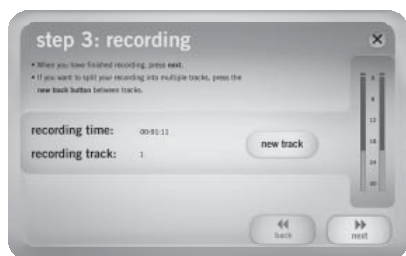 step 3: recording
• When you have finished recording, press next.
• If you want to split your recording into multiple tracks, press the
new track button between tracks.
recording time: 00:01:11
recording track: 1
new track
back
next